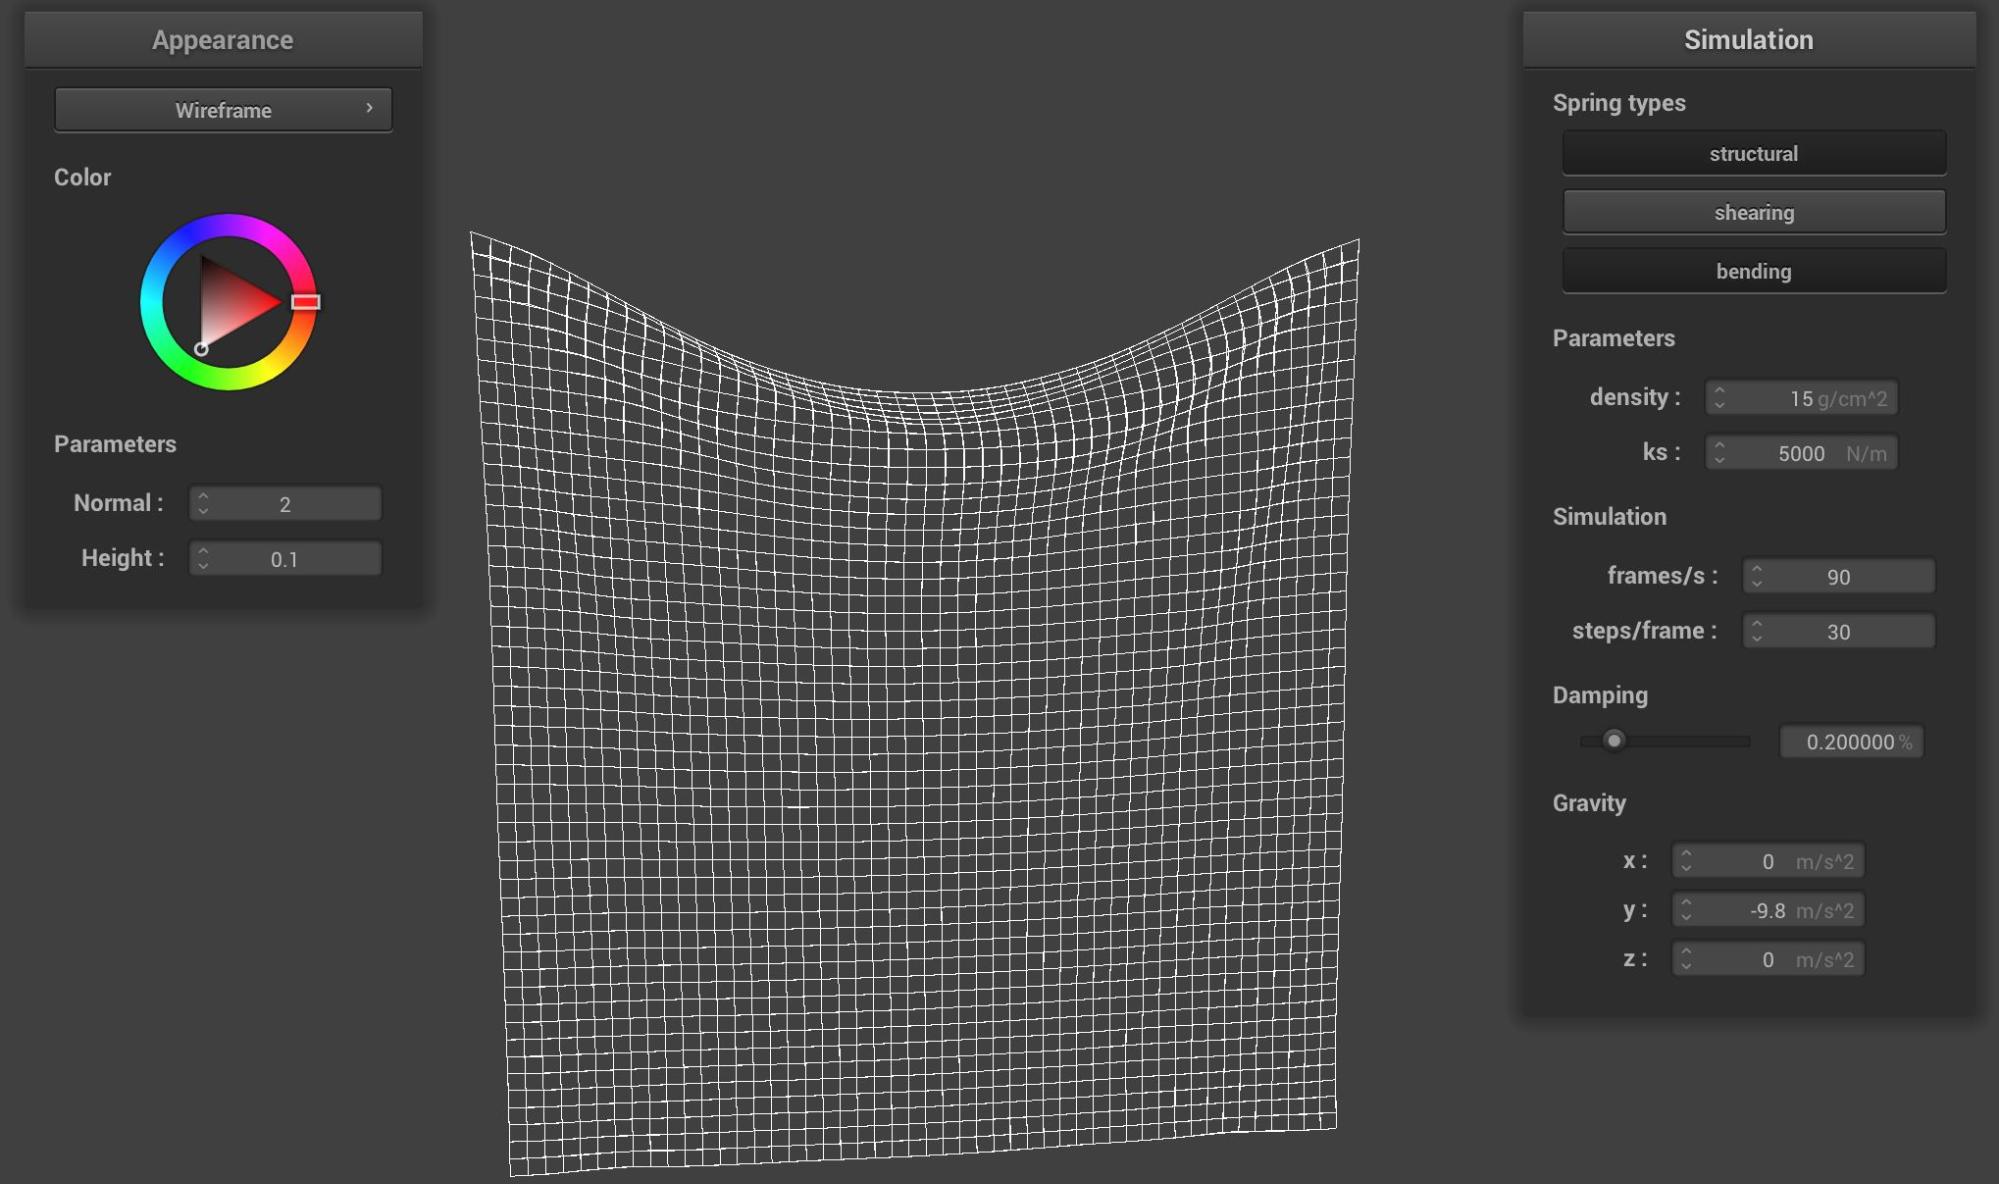 Appearance
Wireframe
Color
Parameters
Normal : 2
Height : 0.1
Simulation
Spring types
structural
shearing
bending
Parameters
density : 15 g/cm^2
ks : 5000 N/m
Simulation
frames/s : 90
steps/frame : 30
Damping
0.200000 %
Gravity
x : 0 m/s^2
y : -9.8 m/s^2
z : 0 m/s^2